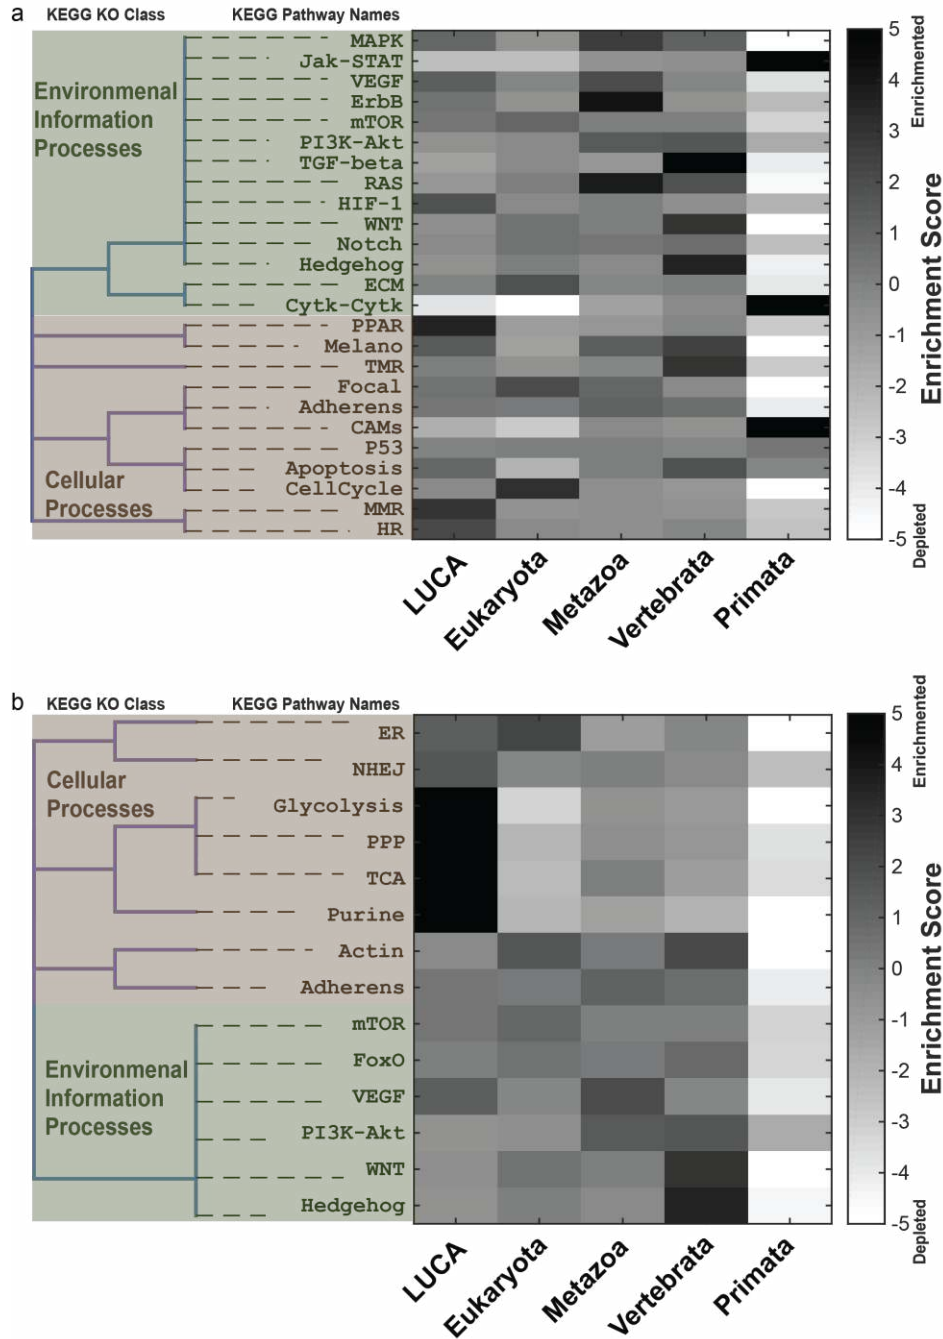 a
KEGG KO Class
KEGG Pathway Names
Environmenal
Information
Processes
MAPK
Jak-STAT
VEGF
ErbB
mTOR
PI3K-Akt
TGF-beta
RAS
HIF-1
WNT
Notch
Hedgehog
ECM
Cytk-Cytk
PPAR
Melano
TMR
Focal
Adherens
CAMs
P53
Apoptosis
CellCycle
MMR
HR
Cellular
Processes
LUCA
Eukaryota
Metazoa
Vertebrata
Primata
5
4
3
2
1
0
-1
-2
-3
-4
-5
Enrichmented
Enrichment Score
Depleted
b
KEGG KO Class
KEGG Pathway Names
Cellular
Processes
ER
NHEJ
Glycolysis
PPP
TCA
Purine
Actin
Adherens
mTOR
FoxO
VEGF
PI3K-Akt
WNT
Hedgehog
Environmenal
Information
Processes
LUCA
Eukaryota
Metazoa
Vertebrata
Primata
5
4
3
2
1
0
-1
-2
-3
-4
-5
Enrichmented
Enrichment Score
Depleted